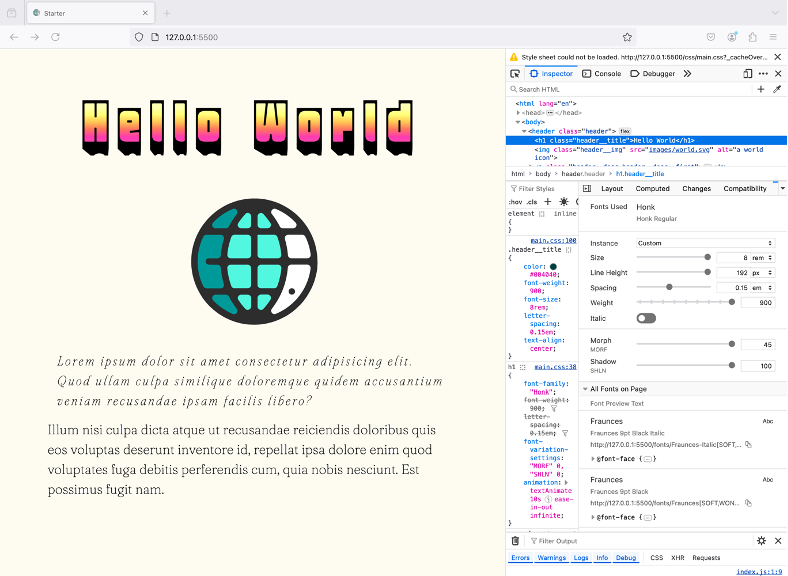 Starter
127.0.0.1:5500
Hello World
Lorem ipsum dolor sit amet consectetur adipisicing elit.
Quod ullam culpa similique doloremque quidem accusantium
veniam recusandae ipsam facilis libero?
Illum nisi culpa dicta atque ut recusandae reiciendis doloribus quis
eos voluptas deserunt inventore id, repellat ipsa dolore enim quod
voluptates fuga debitis perferendis cum, quia nobis nesciunt. Est
possimus fugit nam.
Style sheet could not be loaded. http://127.0.0.1:5500/css/main.css?_cacheOver...
Inspector
Console
Debugger
Search HTML
<html lang="en">
<head> </head>
<body>
<header class="header"> flex
<h1 class="header__title">Hello World</h1>
<img class="header__img" src="images/world.svg" alt="a world
icon">
html > body > header.header > h1.header__title
Filter Styles
:hov .cls
element inline
{
}
main.css:100
.header__title
{
color: #004040;
font-weight: 900;
font-size: 8rem;
letter-spacing: 0.15em;
text-align: center;
}
h1 main.css:38
{
font-family: "Honk";
font-weight: 900;
letter-spacing: 0.15em;
font-variation-settings: "MORF" 0, "SHLN" 0;
animation: textAnimate 10s ease-in-out infinite;
}
Layout Computed Changes Compatibility
Fonts Used Honk
Honk Regular
Instance Custom
Size 8 rem
Line Height 192 px
Spacing 0.15 em
Weight 900
Italic
Morph 45
MORF
Shadow 100
SHLN
All Fonts on Page
Font Preview Text
Fraunces Abc
Fraunces 9pt Black Italic
http://127.0.0.1:5500/fonts/Fraunces-Italic[SOFT,...
@font-face { }
Fraunces Abc
Fraunces 9pt Black
http://127.0.0.1:5500/fonts/Fraunces[SOFT,WON...
@font-face { }
Filter Output
Errors Warnings Logs Info Debug CSS XHR Requests
index.js:1:9